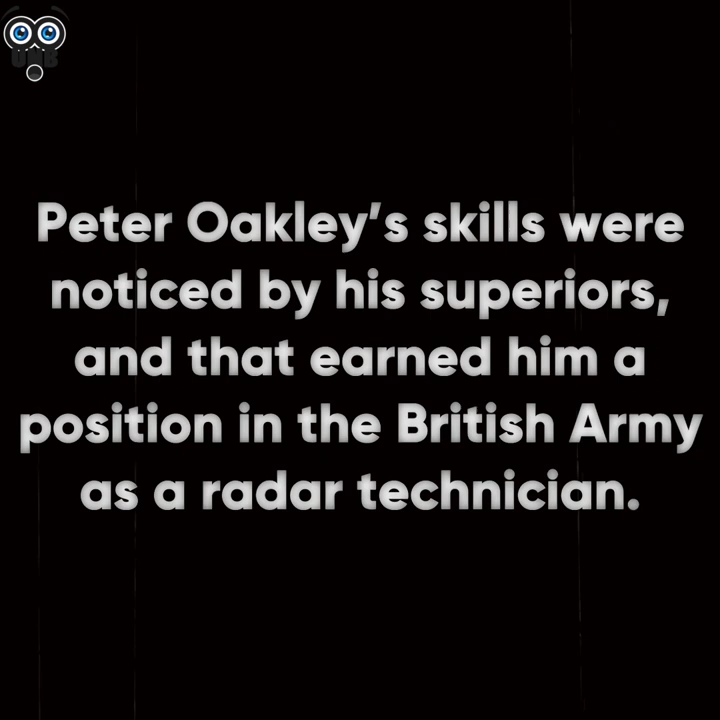 Peter Oakley's skills were
noticed by his superiors,
and that earned him a
position in the British Army
as a radar technician.